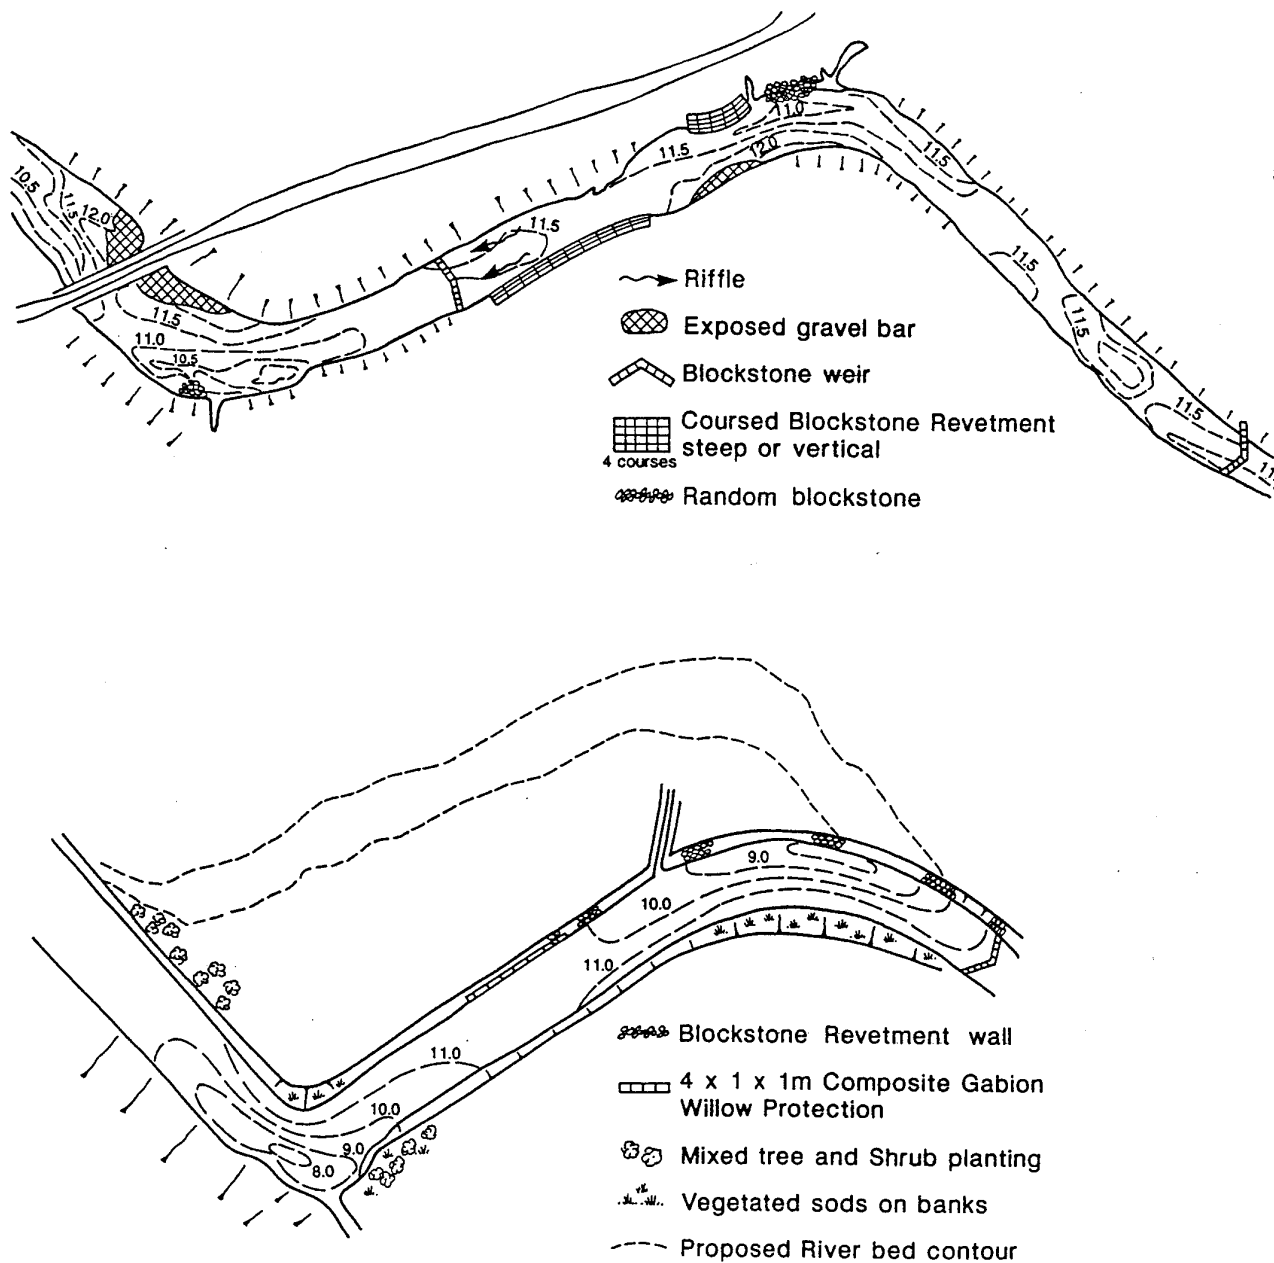 11.0
12.0
11.5
11.5
10.5
11.5
12.0
11.5
11.5
11.5
11.0
10.5
11.5
11.5
Riffle
Exposed gravel bar
Blockstone weir
Coursed Blockstone Revetment
steep or vertical
4 courses
Random blockstone
9.0
10.0
11.0
11.0
10.0
9.0
8.0
Blockstone Revetment wall
4 x 1 x 1m Composite Gabion
Willow Protection
Mixed tree and Shrub planting
Vegetated sods on banks
Proposed River bed contour